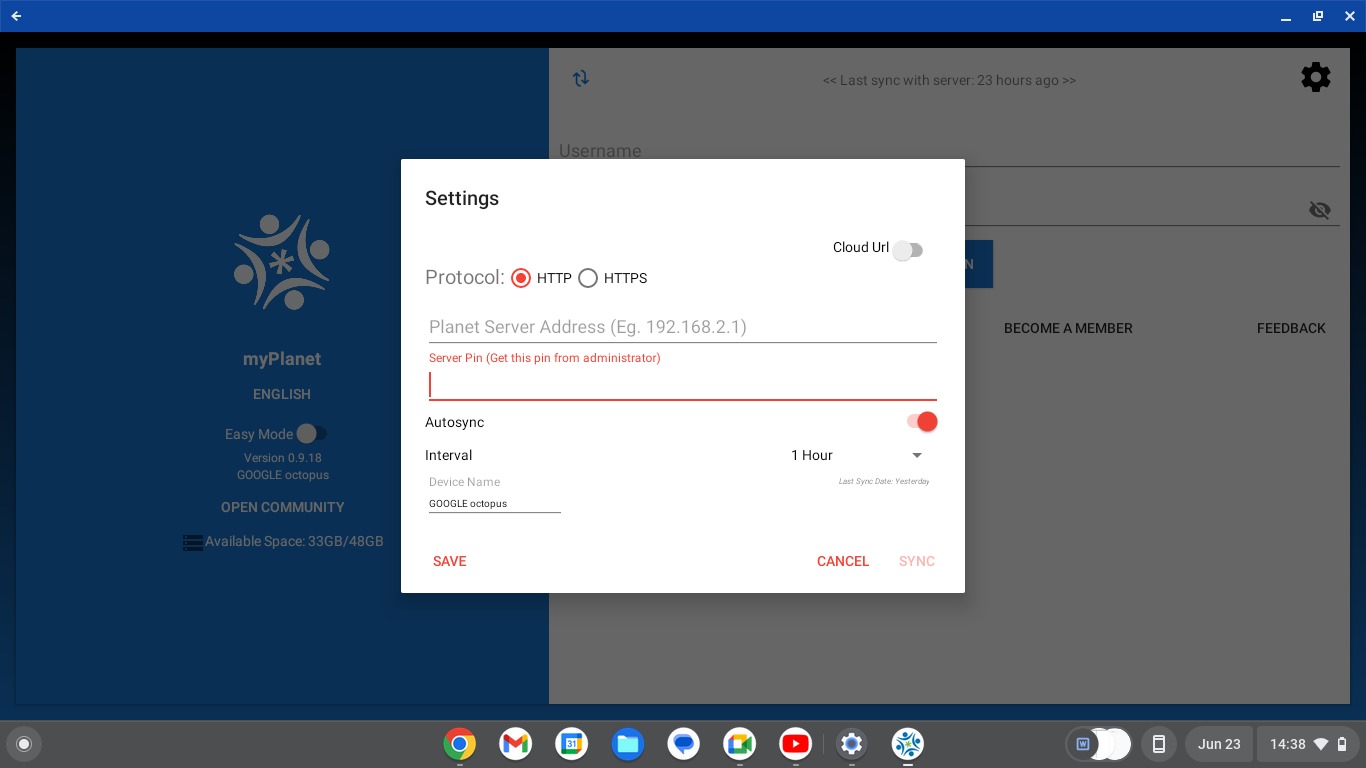 << Last sync with server: 23 hours ago >>
Username
Settings
Cloud Url
Protocol: HTTP HTTPS
N
Planet Server Address (Eg. 192.168.2.1)
BECOME A MEMBER FEEDBACK
Server Pin (Get this pin from administrator)
myPlanet
ENGLISH
Autosync
Easy Mode
Interval 1 Hour
Version 0.9.18
GOOGLE octopus
Device Name Last Sync Date: Yesterday
GOOGLE octopus
OPEN COMMUNITY
Available Space: 33GB/48GB
SAVE CANCEL SYNC
31
W
Jun 23 14:38